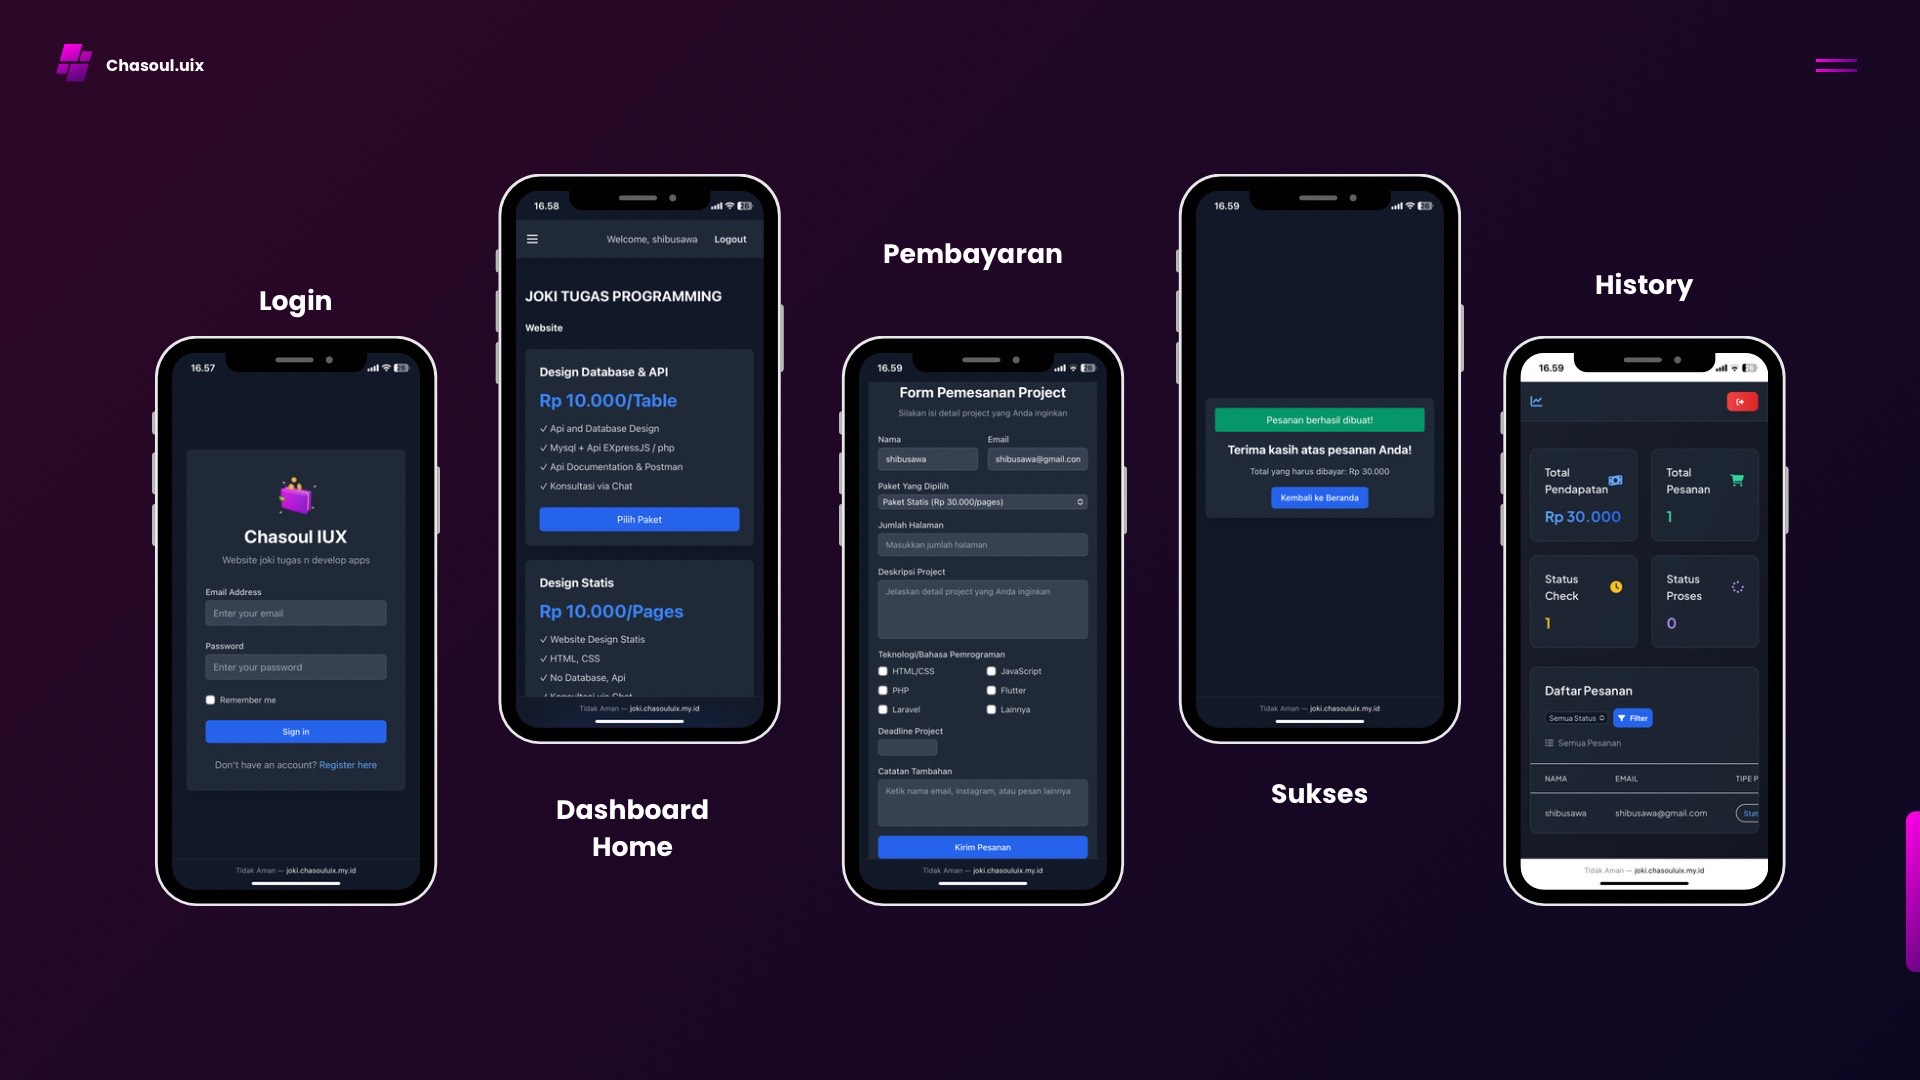 Chasoul.uix
Login
16.57
Chasoul IUX
Website joki tugas n develop apps
Email Address
Enter your email
Password
Enter your password
Remember me
Sign in
Don't have an account? Register here
Tidak Aman — joki.chasouluix.my.id
16.58
26
Welcome, shibusawa
Logout
JOKI TUGAS PROGRAMMING
Website
Design Database & API
Rp 10.000/Table
✓ Api and Database Design
✓ Mysql + Api EXpressJS / php
✓ Api Documentation & Postman
✓ Konsultasi via Chat
Pilih Paket
Design Statis
Rp 10.000/Pages
✓ Website Design Statis
✓ HTML, CSS
✓ No Database, Api
✓ Konsultasi via Chat
Tidak Aman — joki.chasouluix.my.id
Dashboard
Home
Pembayaran
16.59
Form Pemesanan Project
Silakan isi detail project yang Anda inginkan
Nama
Email
shibusawa
shibusawa@gmail.con
Paket Yang Dipilih
Paket Statis (Rp 30.000/pages)
Jumlah Halaman
Masukkan jumlah halaman
Deskripsi Project
Jelaskan detail project yang Anda inginkan
Teknologi/Bahasa Pemrograman
HTML/CSS
JavaScript
PHP
Flutter
Laravel
Lainnya
Deadline Project
Catatan Tambahan
Ketik nama email, instagram, atau pesan lainnya
Kirim Pesanan
Tidak Aman — joki.chasouluix.my.id
16.59
Pesanan berhasil dibuat!
Terima kasih atas pesanan Anda!
Total yang harus dibayar: Rp 30.000
Kembali ke Beranda
Tidak Aman — joki.chasouluix.my.id
Sukses
History
16.59
Total
Pendapatan
Rp 30.000
Total
Pesanan
1
Status
Check
1
Status
Proses
0
Daftar Pesanan
Semua Status
Filter
Semua Pesanan
NAMA
EMAIL
TIPE P
shibusawa
shibusawa@gmail.com
Stat
Tidak Aman — joki.chasouluix.my.id